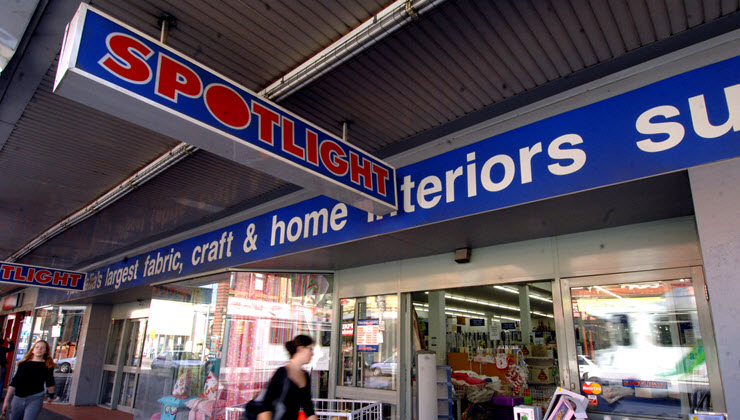 SPOTLIGHT
largest fabric, craft & home interiors su
TLIGHT